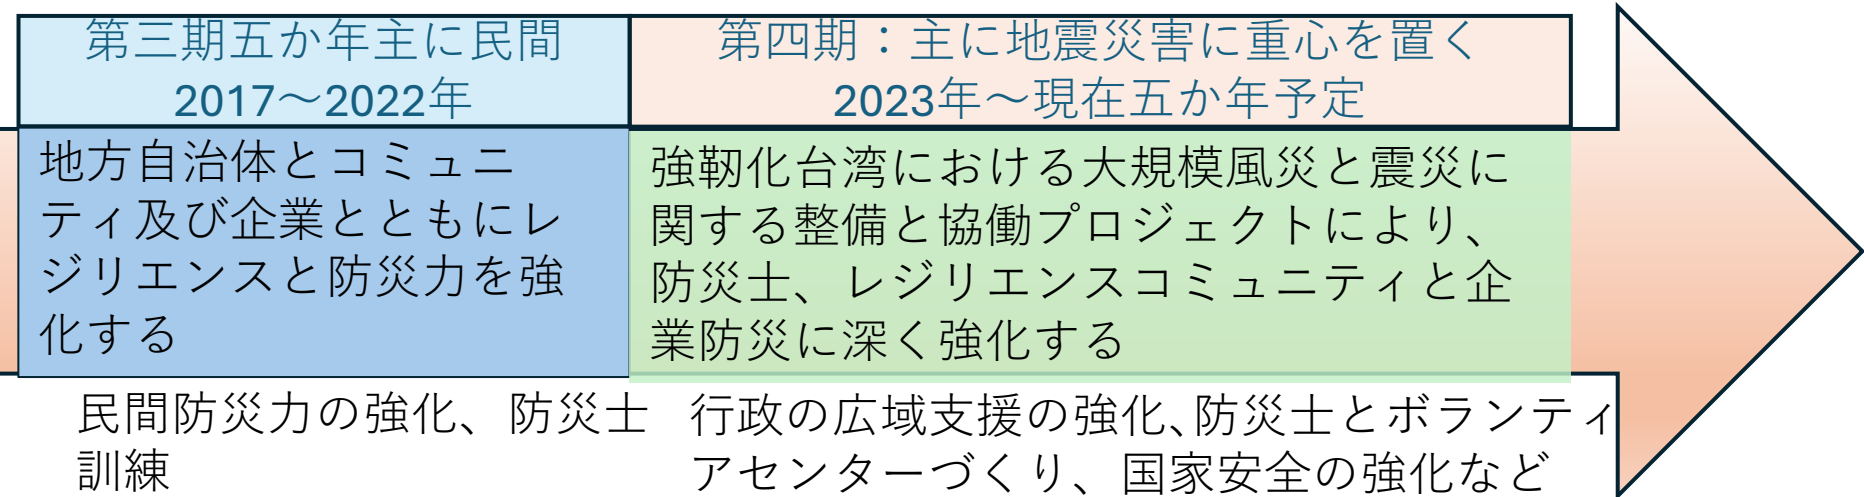 第三期五か年主に民間
2017～2022年
地方自治体とコミュニ
ティ及び企業とともにレ
ジリエンスと防災力を強
化する
民間防災力の強化、防災士
訓練
第四期：主に地震災害に重心を置く
2023年～現在五か年予定
強靭化台湾における大規模風災と震災に
関する整備と協働プロジェクトにより、
防災士、レジリエンスコミュニティと企
業防災に深く強化する
行政の広域支援の強化、防災士とボランティ
アセンターづくり、国家安全の強化など